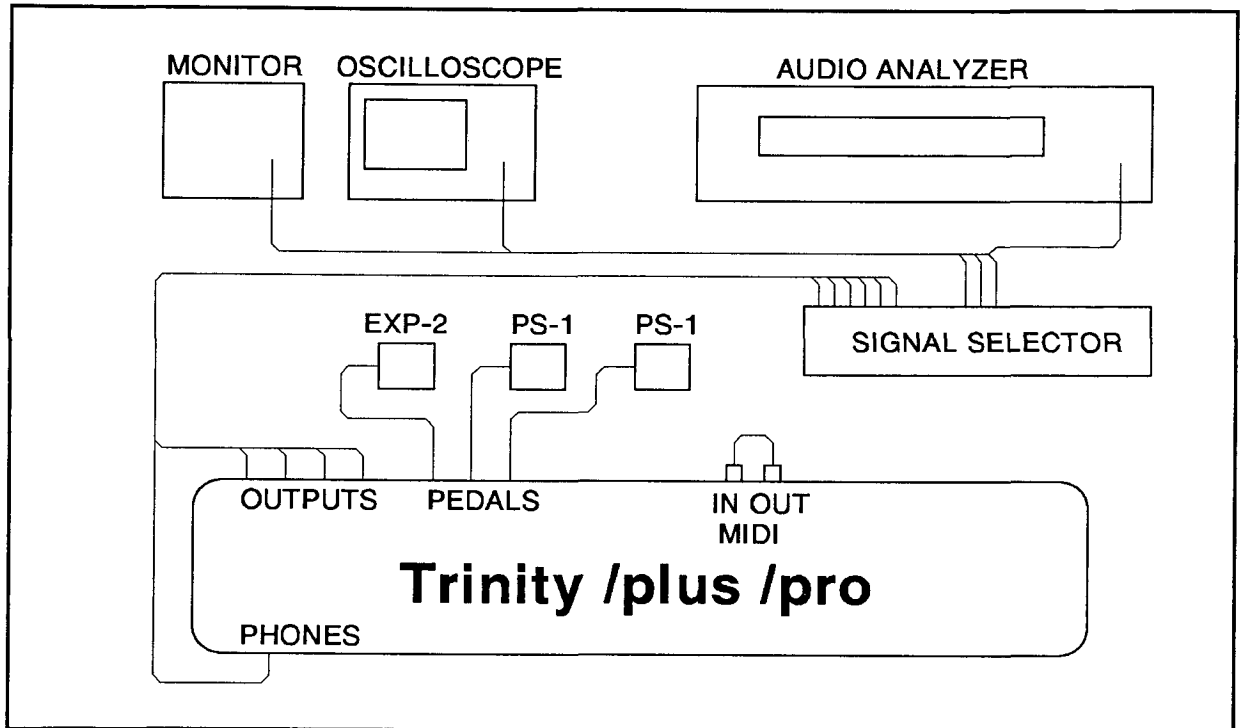 MONITOR
OSCILLOSCOPE
AUDIO ANALYZER
SIGNAL SELECTOR
EXP-2
PS-1
PS-1
OUTPUTS
PEDALS
IN OUT
MIDI
Trinity /plus /pro
PHONES